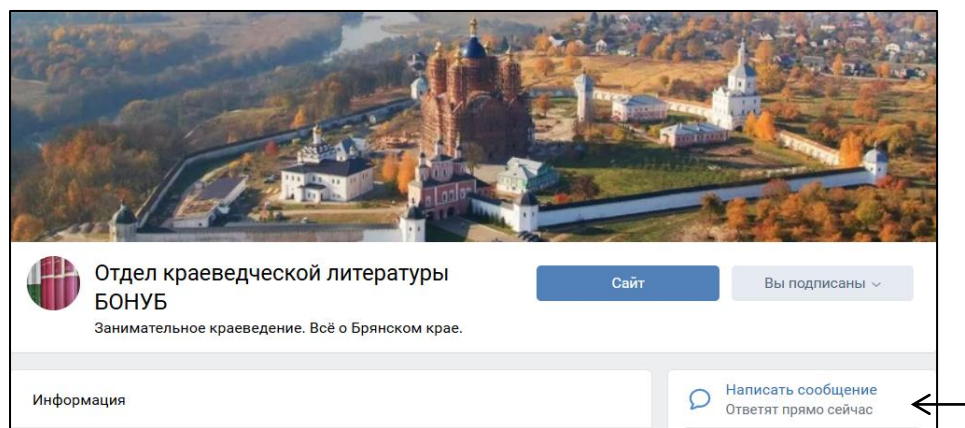 Отдел краеведческой литературы
БОНУБ
Занимательное краеведение. Всё о Брянском крае.
Сайт
Вы подписаны
Информация
Написать сообщение
Ответят прямо сейчас